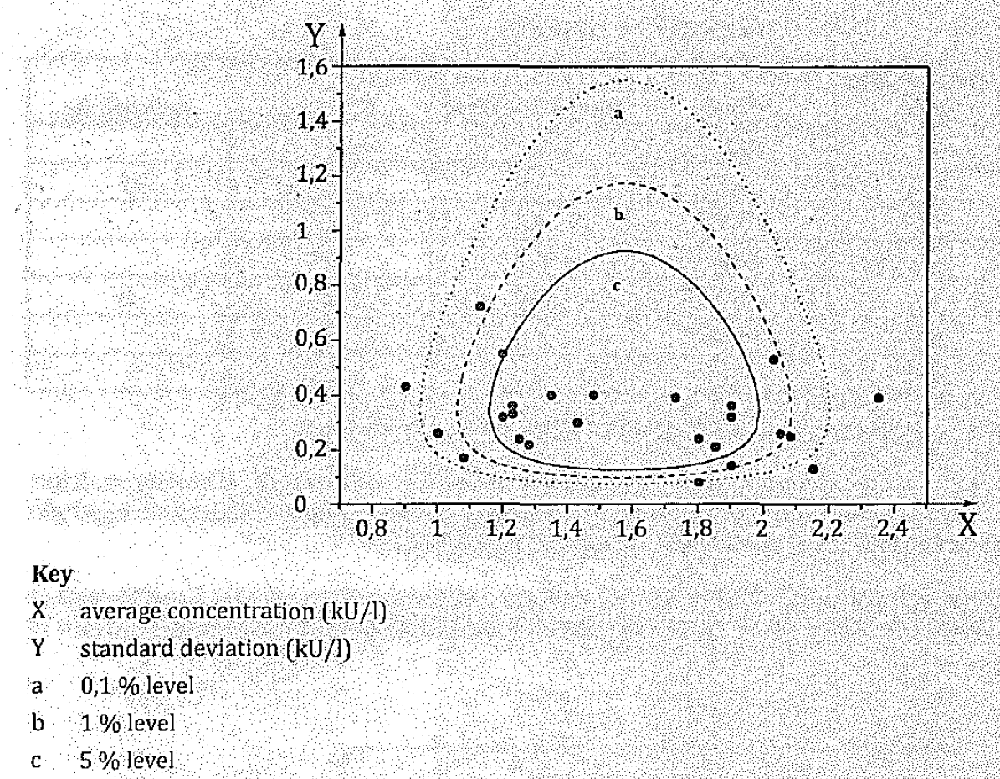 Y
1,6
1,4
1,2
1
0,8
0,6
0,4
0,2
0
a
b
c
0,8 1 1,2 1,4 1,6 1,8 2 2,2 2,4 X
Key
X average concentration (kU/l)
Y standard deviation (kU/l)
a 0,1 % level
b 1 % level
c 5 % level